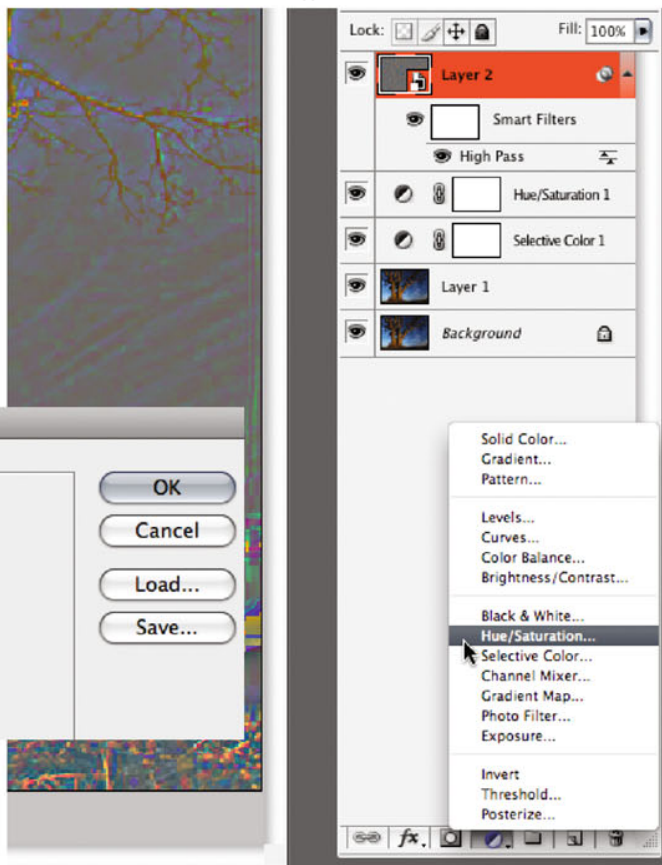 Lock: Fill: 100%
Layer 2
Smart Filters
High Pass
Hue/Saturation 1
Selective Color 1
Layer 1
Background
OK
Cancel
Load...
Save...
Solid Color...
Gradient...
Pattern...
Levels...
Curves...
Color Balance...
Brightness/Contrast...
Black & White...
Hue/Saturation...
Selective Color...
Channel Mixer...
Gradient Map...
Photo Filter...
Exposure...
Invert
Threshold...
Posterize...
fx.